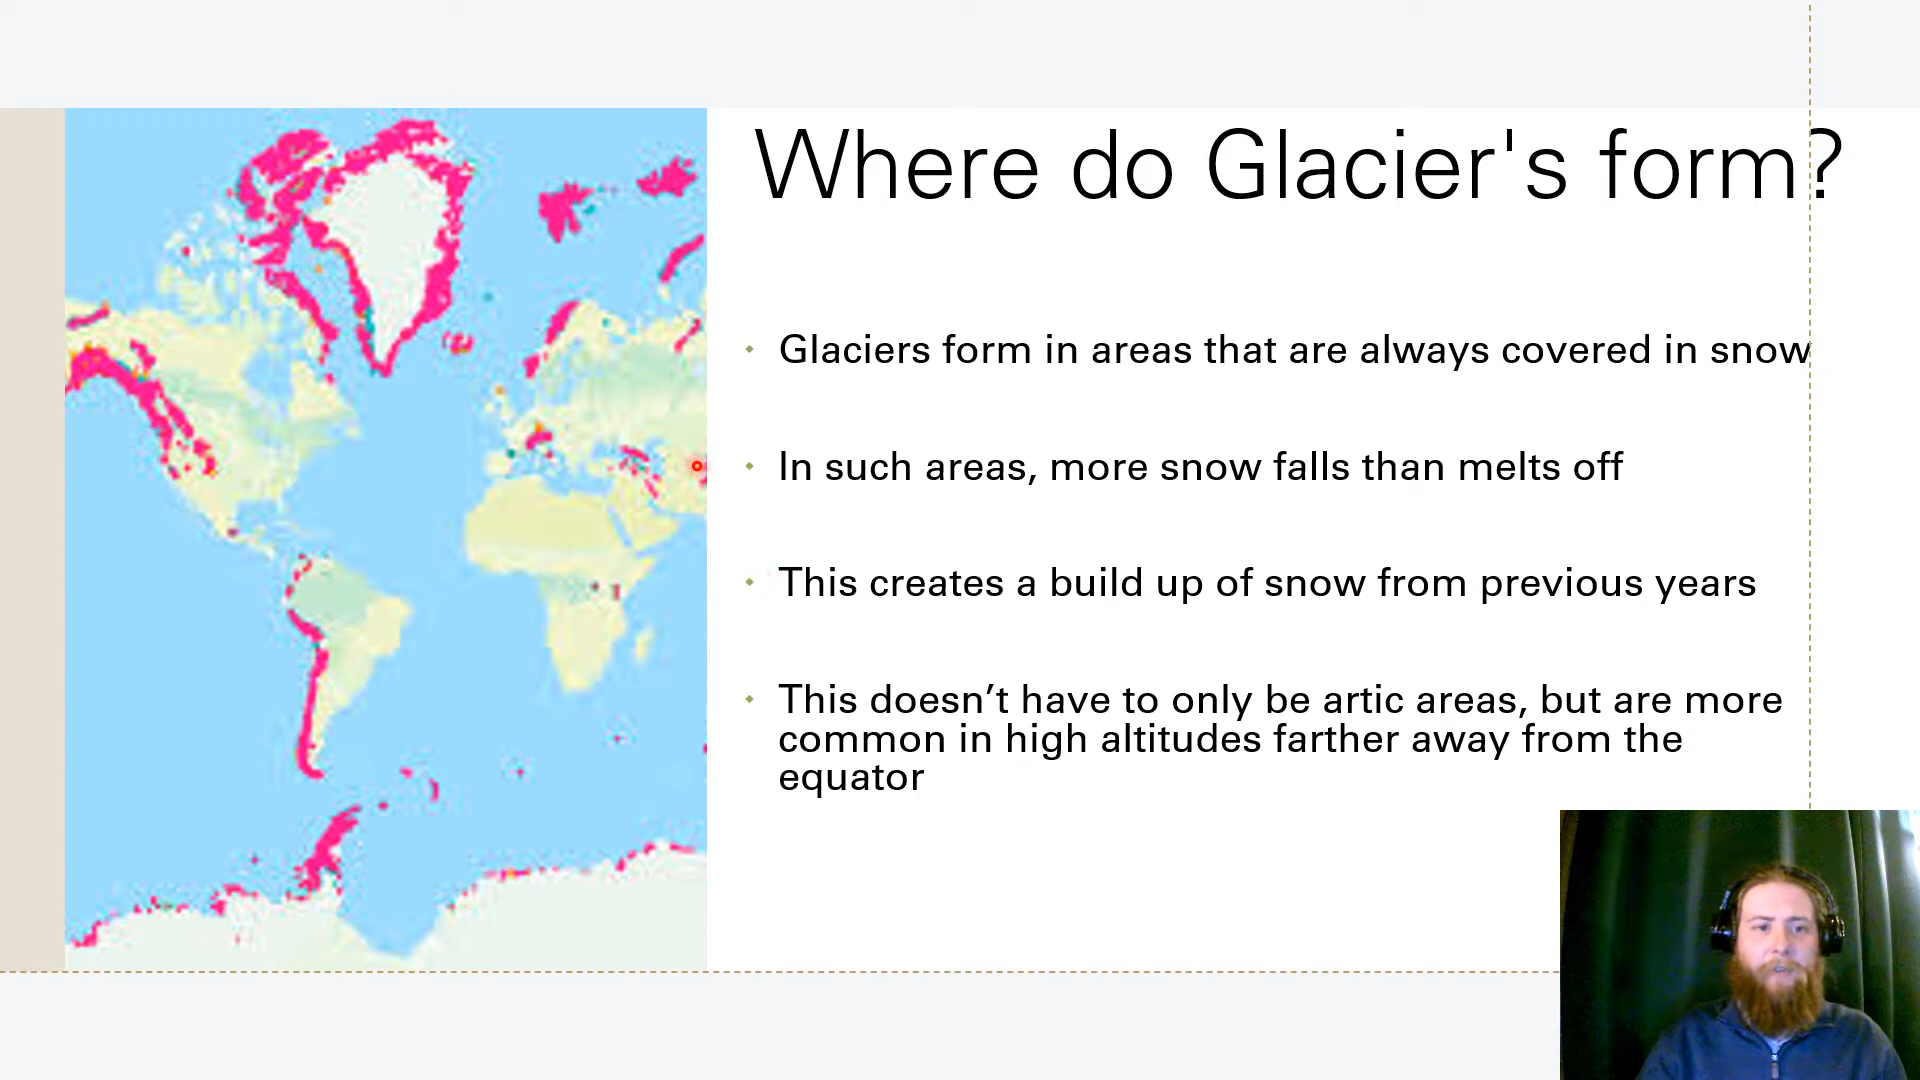 Where do Glacier's form?
Glaciers form in areas that are always covered in snow
In such areas, more snow falls than melts off
This creates a build up of snow from previous years
This doesn’t have to only be artic areas, but are more
common in high altitudes farther away from the
equator